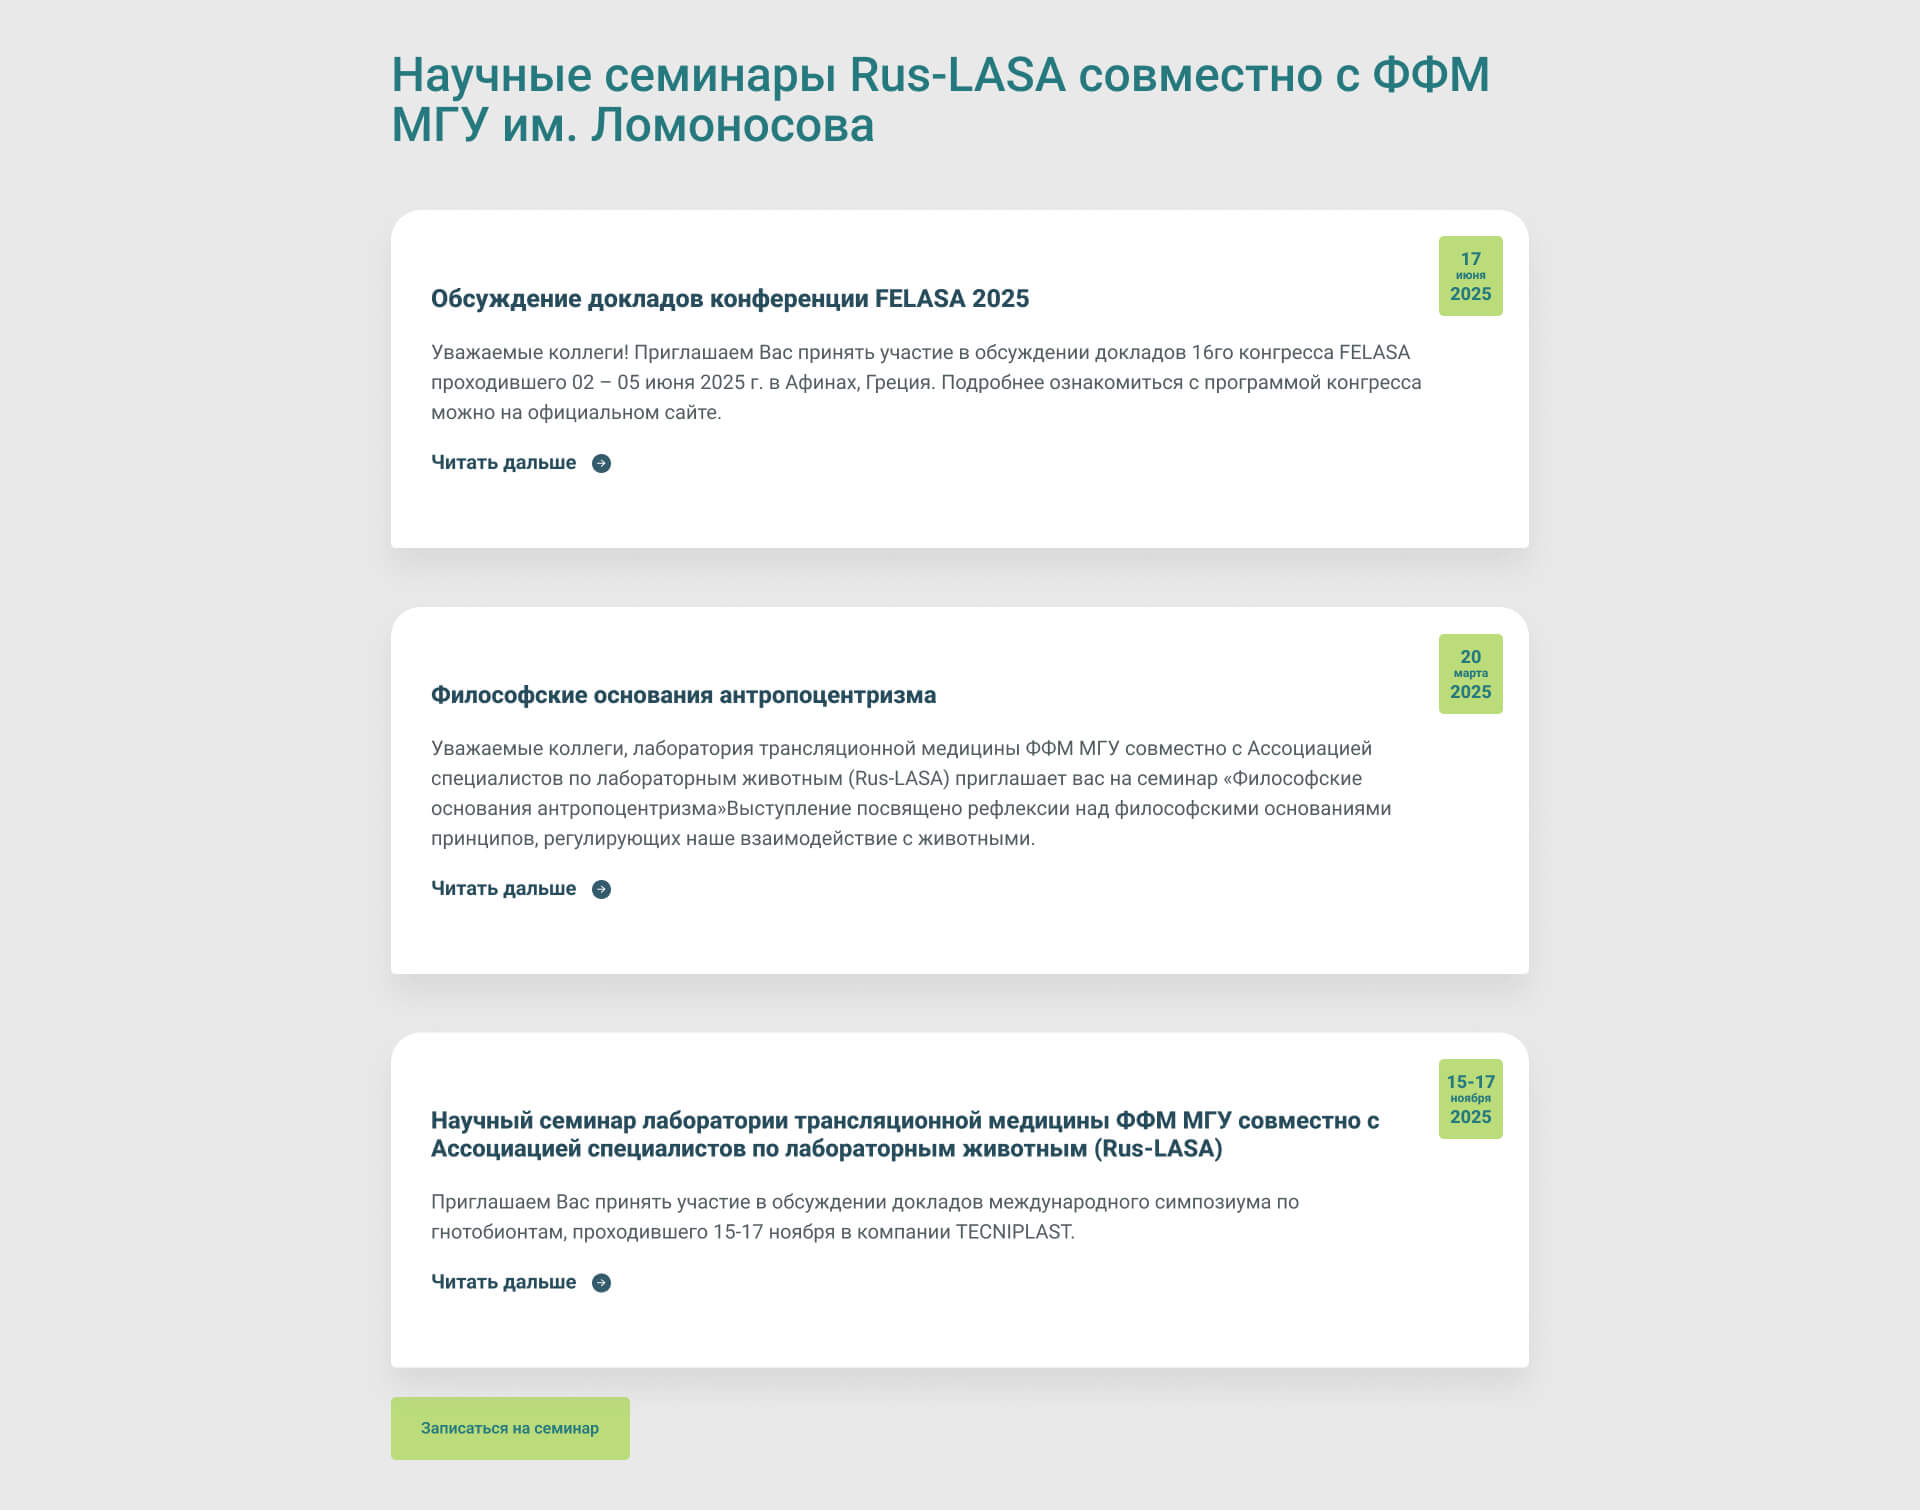 Научные семинары Rus-LASA совместно с ФФМ
МГУ им. Ломоносова
17
июня
2025
Обсуждение докладов конференции FELASA 2025
Уважаемые коллеги! Приглашаем Вас принять участие в обсуждении докладов 16го конгресса FELASA
проходившего 02 – 05 июня 2025 г. в Афинах, Греция. Подробнее ознакомиться с программой конгресса
можно на официальном сайте.
Читать дальше
20
марта
2025
Философские основания антропоцентризма
Уважаемые коллеги, лаборатория трансляционной медицины ФФМ МГУ совместно с Ассоциацией
специалистов по лабораторным животным (Rus-LASA) приглашает вас на семинар «Философские
основания антропоцентризма»Выступление посвящено рефлексии над философскими основаниями
принципов, регулирующих наше взаимодействие с животными.
Читать дальше
15-17
ноября
2025
Научный семинар лаборатории трансляционной медицины ФФМ МГУ совместно с
Ассоциацией специалистов по лабораторным животным (Rus-LASA)
Приглашаем Вас принять участие в обсуждении докладов международного симпозиума по
гнотобионтам, проходившего 15-17 ноября в компании TECNIPLAST.
Читать дальше
Записаться на семинар